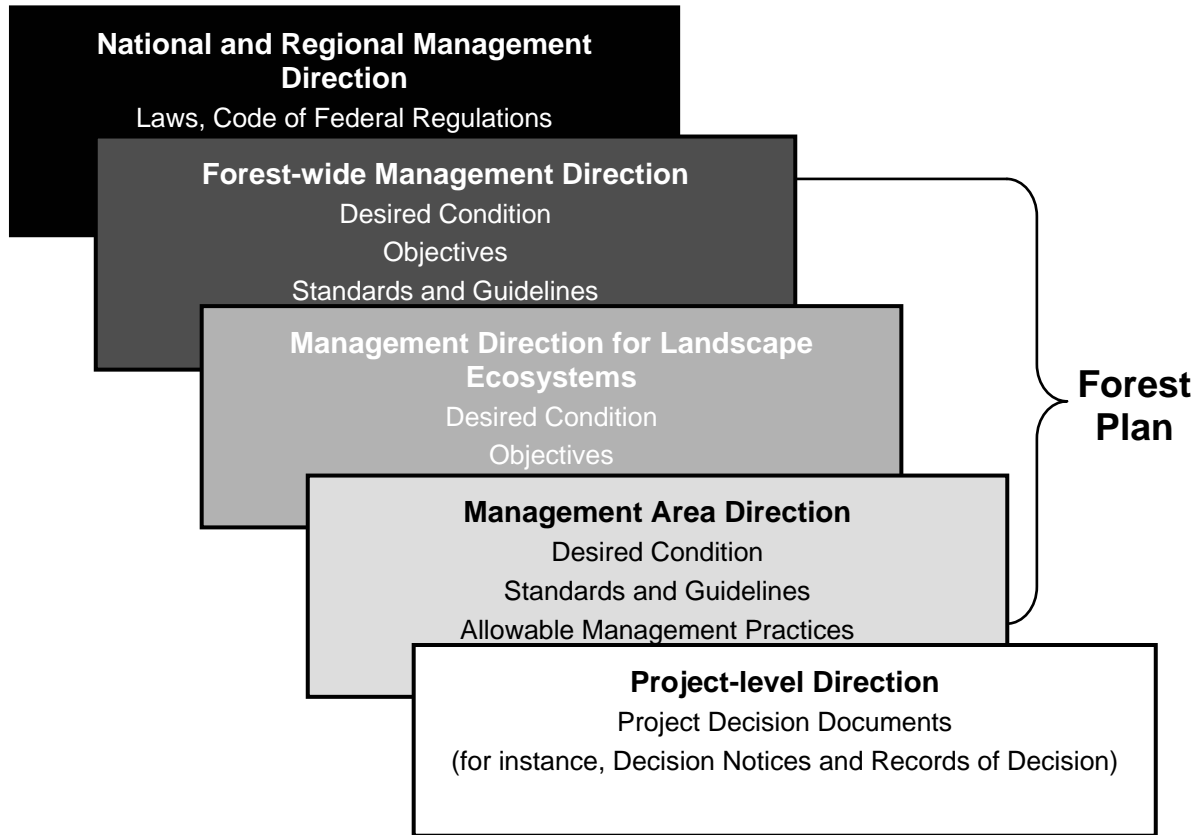 National and Regional Management
Direction
Laws, Code of Federal Regulations
Forest-wide Management Direction
Desired Condition
Objectives
Standards and Guidelines
Management Direction for Landscape
Ecosystems
Desired Condition
Objectives
Management Area Direction
Desired Condition
Standards and Guidelines
Allowable Management Practices
Project-level Direction
Project Decision Documents
(for instance, Decision Notices and Records of Decision)
Forest
Plan